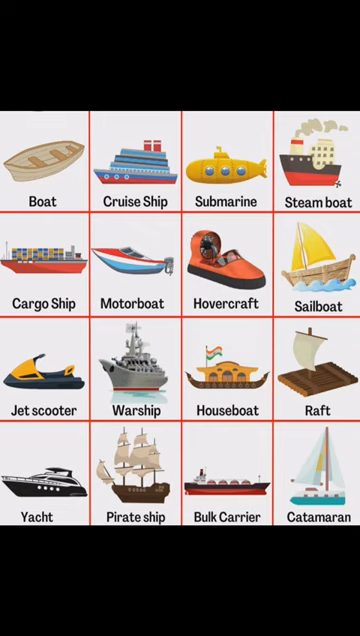 Boat
Cruise Ship
Submarine
Steam boat
Cargo Ship
Motorboat
Hovercraft
Sailboat
Jet scooter
Warship
Houseboat
Raft
Yacht
Pirate ship
Bulk Carrier
Catamaran